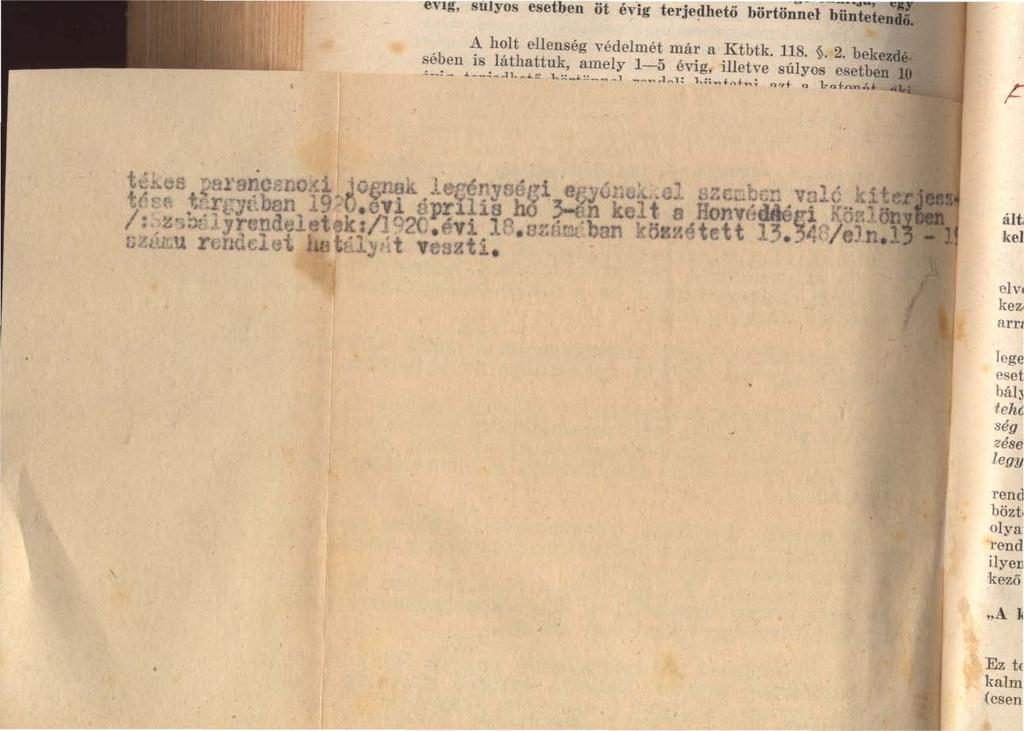 évig, súlyos esetben öt évig terjedhető börtönnel büntetendő.
A holt ellenség védelmét már a Ktbtk. 118. §. 2. bekezdé-
sében is láthattuk, amely 1—5 évig, illetve súlyos esetben 10
tékes parancsnoki jognak legénységi egyénekkel szemben való kiterjesz-
tése tárgyában 1920.évi április hó 3-án kelt a Honvédségi Közlönyben
/:Szabályrendeletek:/1920.évi 18.számában közzétett 13.348/eln.13 - 1
számu rendelet hatályát veszti.
ált
kel
elv
kez
arr
lege
eset
bály
tehá
ség
zése
legy
rend
bözt
olya
rend
ilyen
kező
„A k
Ez te
kalm
(csen